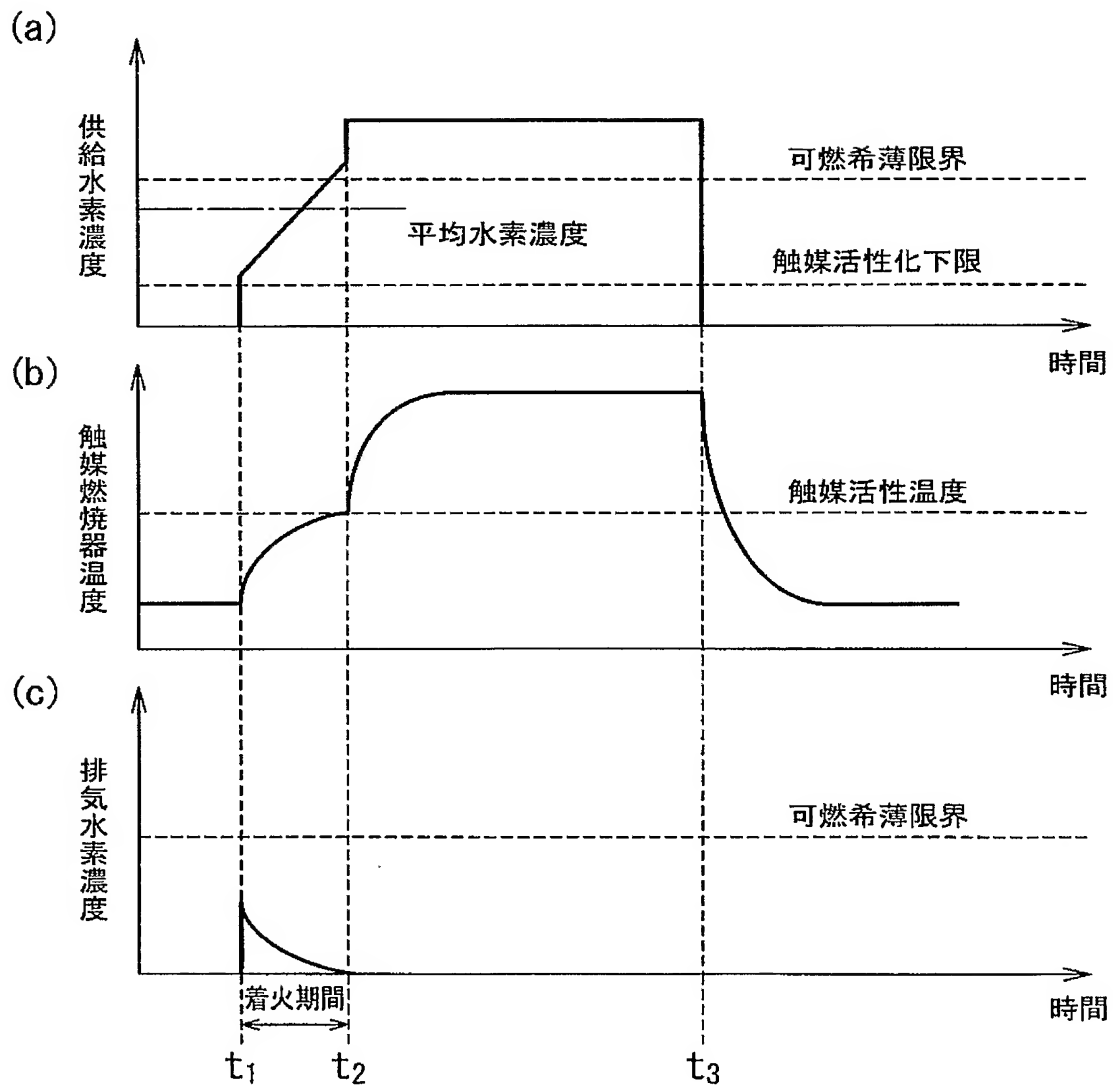 (a)
供給水素濃度
可燃希薄限界
平均水素濃度
触媒活性化下限
時間
(b)
触媒燃焼器温度
触媒活性温度
時間
(c)
排気水素濃度
可燃希薄限界
着火期間
時間
t1 t2 t3